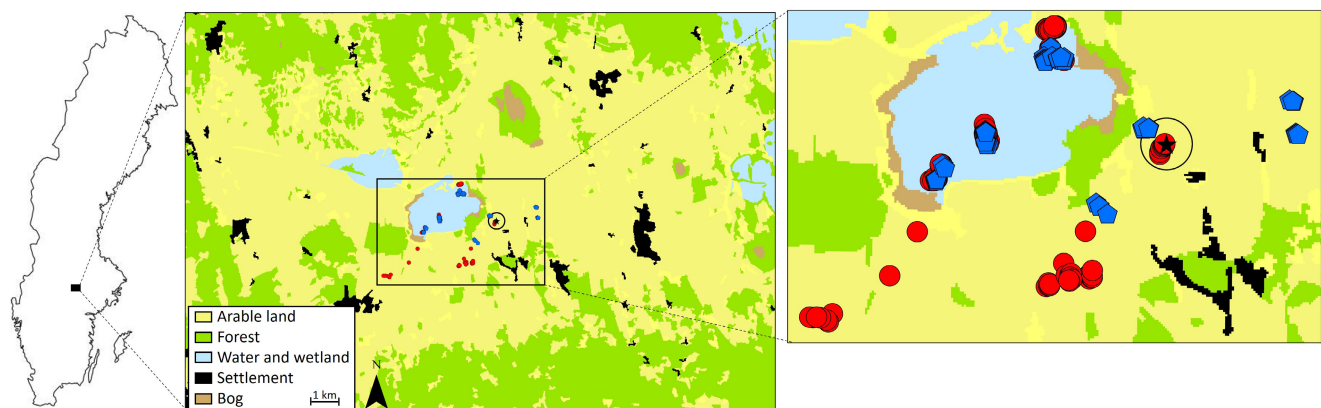 Arable land
Forest
Water and wetland
Settlement
Bog
N
1 km